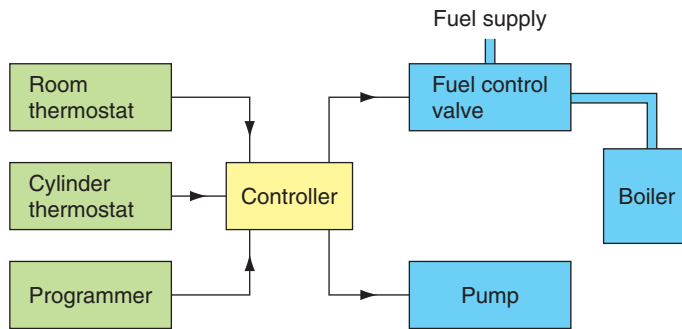 Fuel supply
Room
thermostat
Fuel control
valve
Cylinder
thermostat
Controller
Boiler
Programmer
Pump